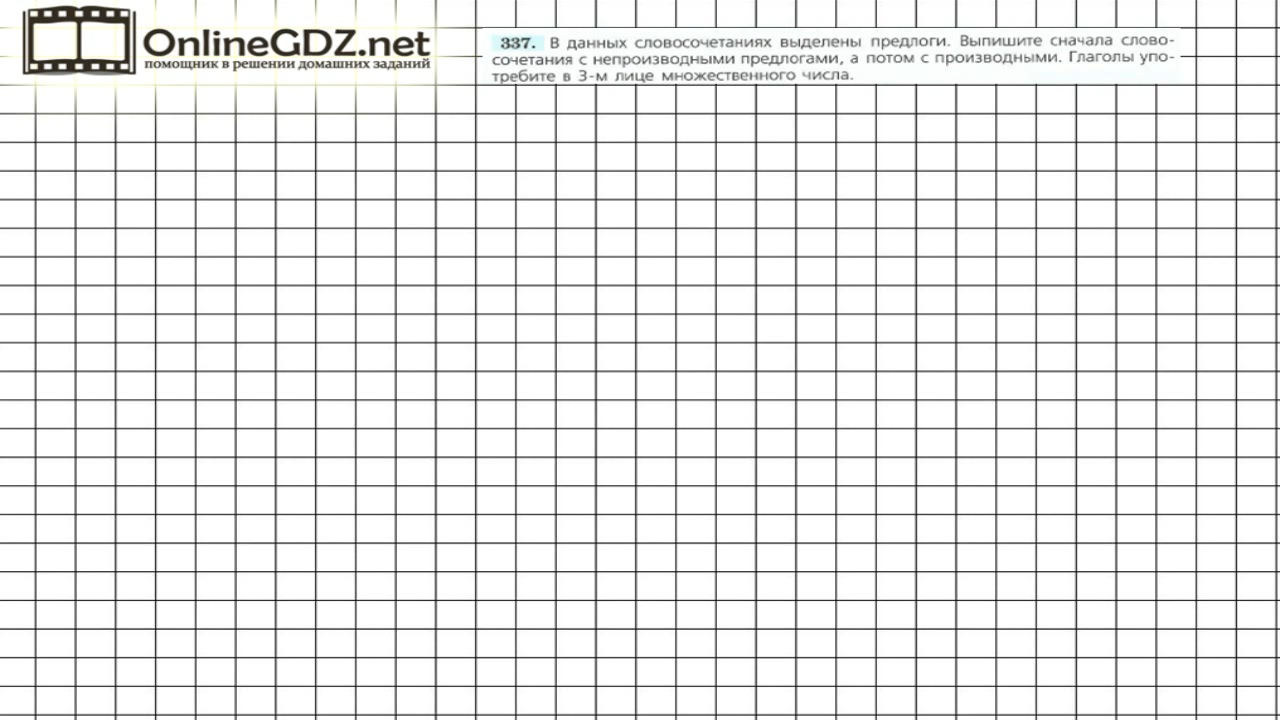 OnlineGDZ.net
помощник в решении домашних заданий
337. В данных словосочетаниях выделены предлоги. Выпишите сначала слово-
сочетания с непроизводными предлогами, а потом с производными. Глаголы упо-
требите в 3-м лице множественного числа.